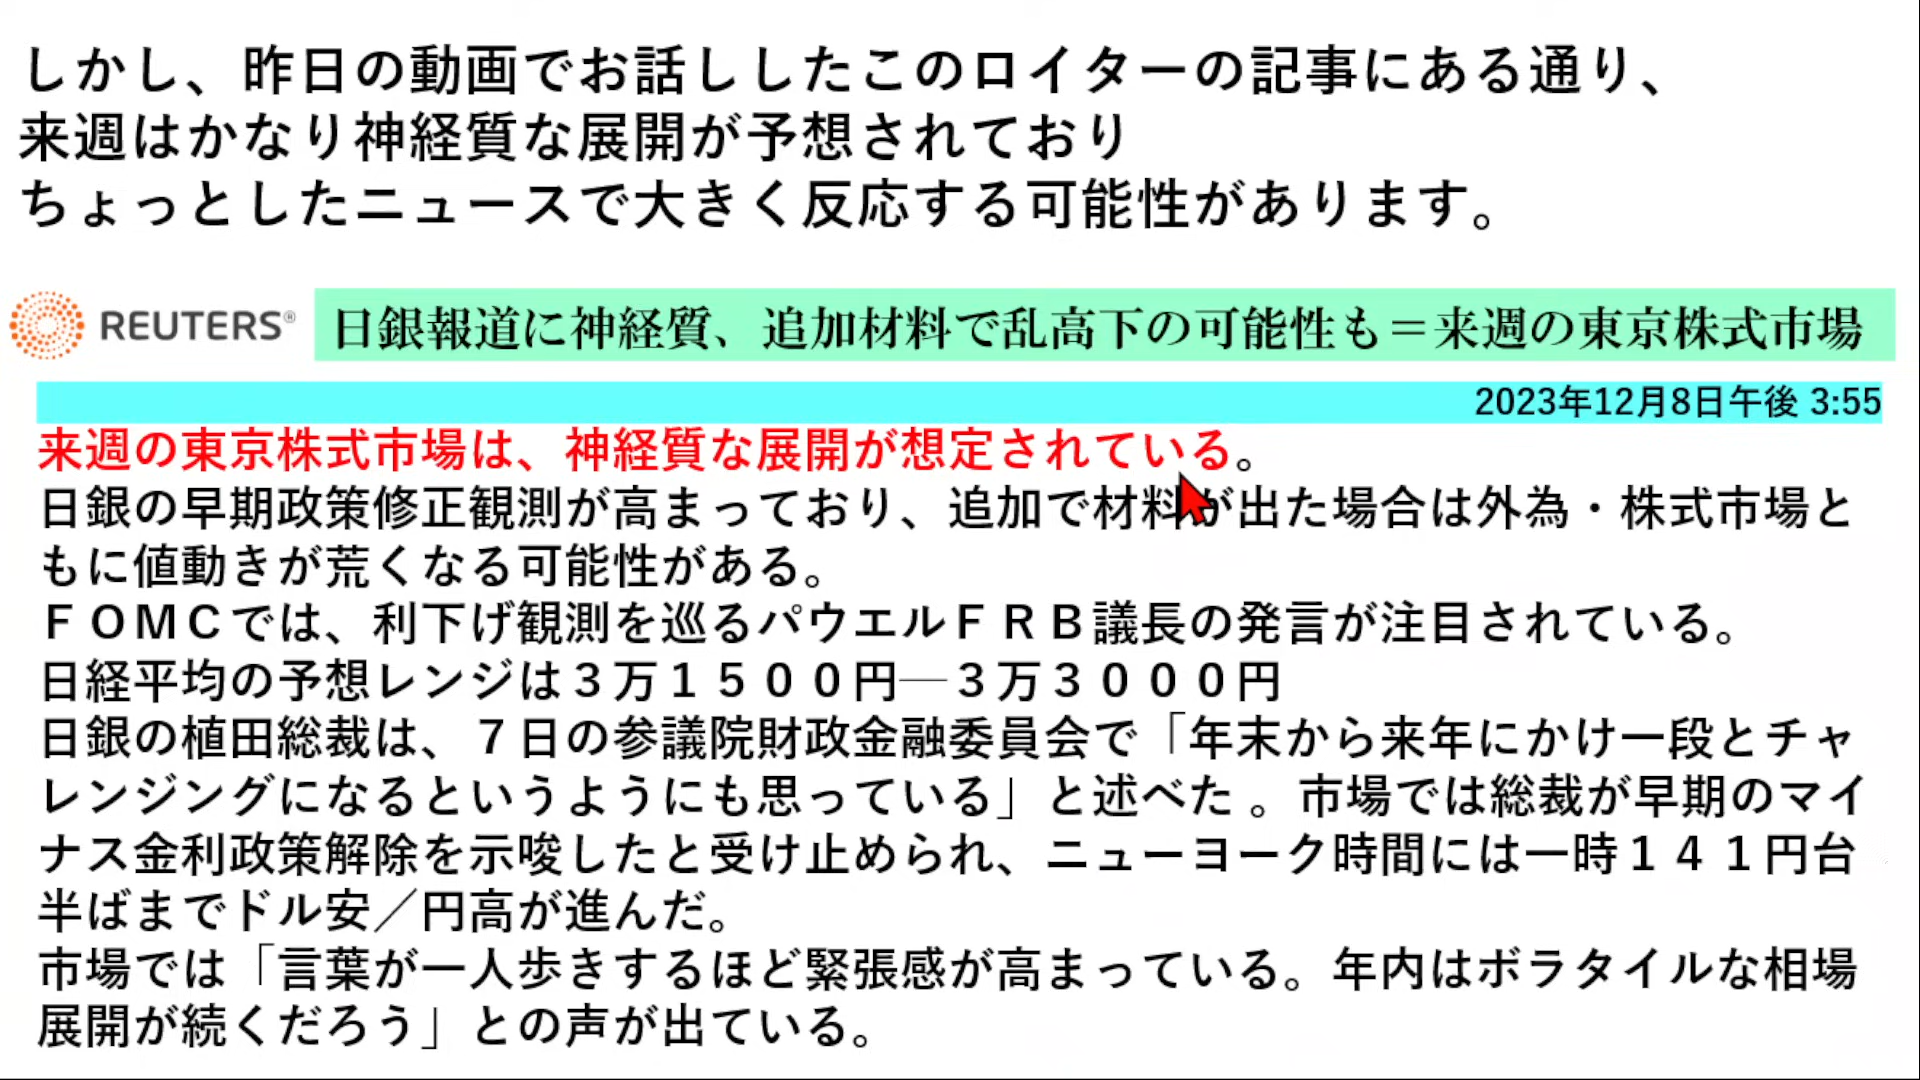 しかし、昨日の動画でお話ししたこのロイターの記事にある通り、
来週はかなり神経質な展開が予想されており
ちょっとしたニュースで大きく反応する可能性があります。
REUTERS®
日銀報道に神経質、追加材料で乱高下の可能性も＝来週の東京株式市場
2023年12月8日午後 3:55
来週の東京株式市場は、神経質な展開が想定されている。
日銀の早期政策修正観測が高まっており、追加で材料が出た場合は外為・株式市場と
もに値動きが荒くなる可能性がある。
ＦＯＭＣでは、利下げ観測を巡るパウエルＦＲＢ議長の発言が注目されている。
日経平均の予想レンジは３万１５００円─３万３０００円
日銀の植田総裁は、７日の参議院財政金融委員会で「年末から来年にかけ一段とチャ
レンジングになるというようにも思っている」と述べた 。市場では総裁が早期のマイ
ナス金利政策解除を示唆したと受け止められ、ニューヨーク時間には一時１４１円台
半ばまでドル安／円高が進んだ。
市場では「言葉が一人歩きするほど緊張感が高まっている。年内はボラタイルな相場
展開が続くだろう」との声が出ている。